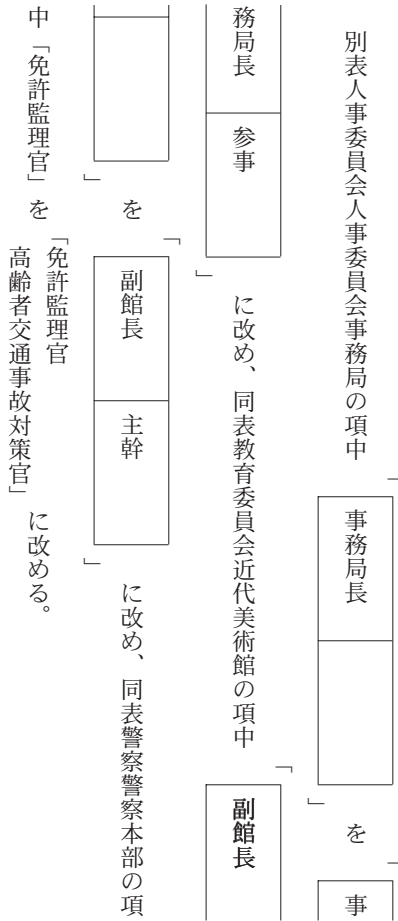 別表人事委員会人事委員会事務局の項中「事務局長」を「事
務局長 参事」に改め、同表教育委員会近代美術館の項中「副館長
」を「副館長 主幹」に改め、同表警察警察本部の項
中「免許監理官」を「免許監理官
高齢者交通事故対策官」に改める。